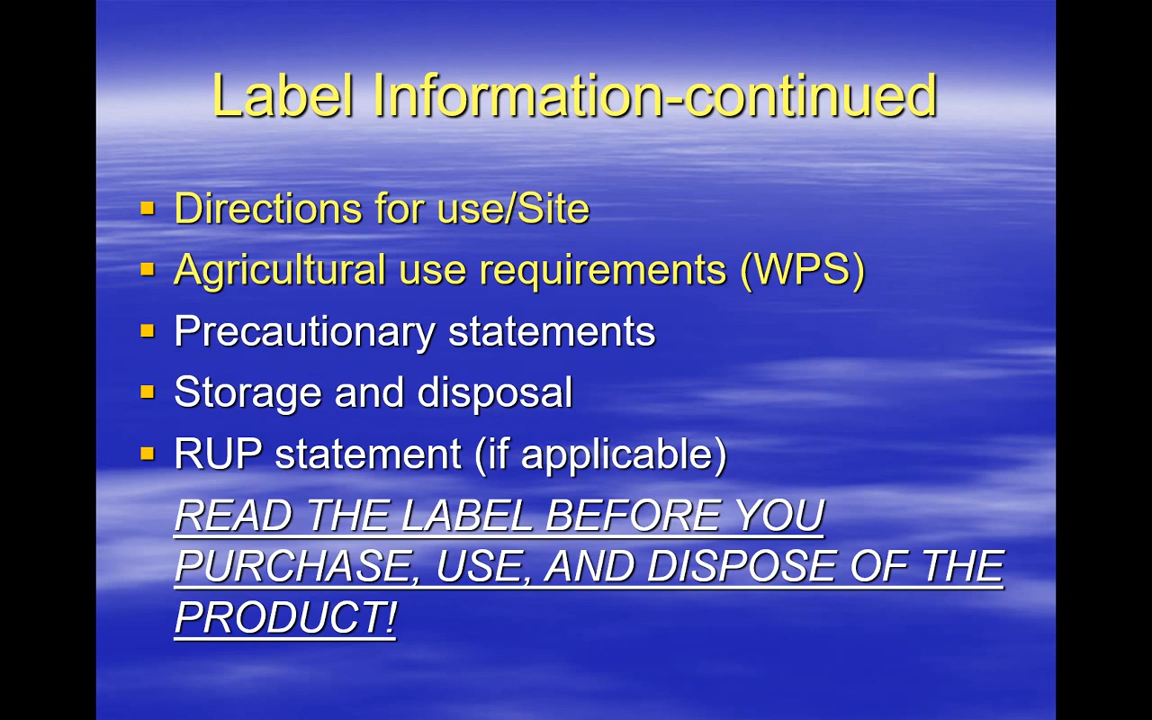 Label Information-continued
Directions for use/Site
Agricultural use requirements (WPS)
Precautionary statements
Storage and disposal
RUP statement (if applicable)
READ THE LABEL BEFORE YOU
PURCHASE, USE, AND DISPOSE OF THE
PRODUCT!